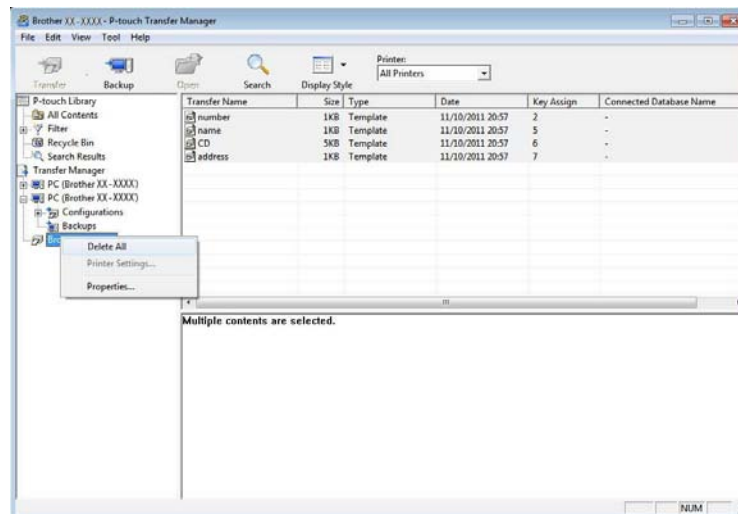 Brother XX-XXXX - P-touch Transfer Manager
File Edit View Tool Help
Transfer Backup Open Search Display Style
Printer:
All Printers
P-touch Library
All Contents
Filter
Recycle Bin
Search Results
Transfer Manager
PC (Brother XX-XXXX)
PC (Brother XX-XXXX)
Configurations
Backups
Delete All
Printer Settings...
Properties...
Transfer Name Size Type Date Key Assign Connected Database Name
number 1KB Template 11/10/2011 20:57 2 -
name 1KB Template 11/10/2011 20:57 5 -
CD 5KB Template 11/10/2011 20:57 6 -
address 1KB Template 11/10/2011 20:57 7 -
Multiple contents are selected.
NUM